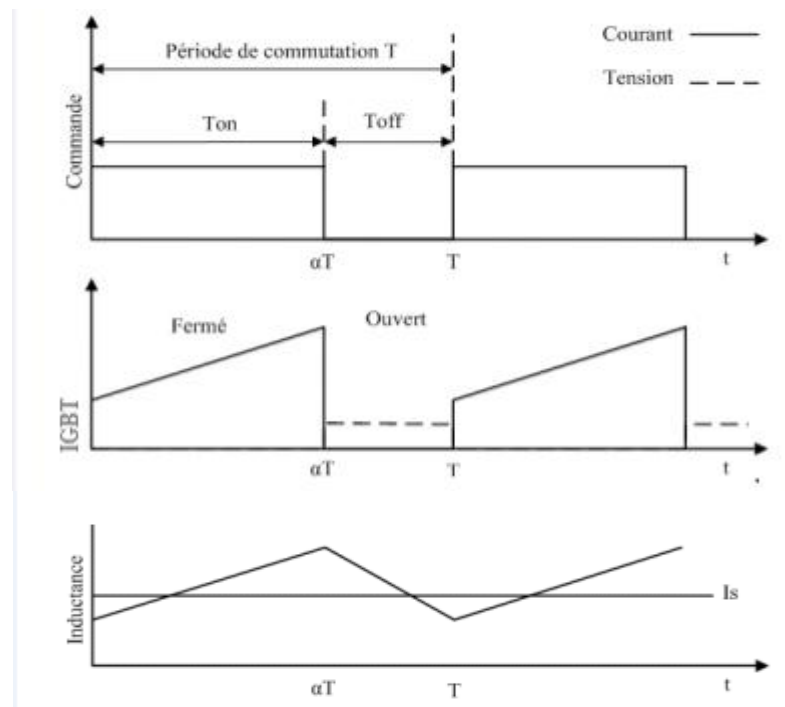 Courant
Période de commutation T
Tension
Ton
Toff
Commande
αT
T
t
Fermé
Ouvert
IGBT
αT
T
t
.
Inductance
Is
αT
T
t